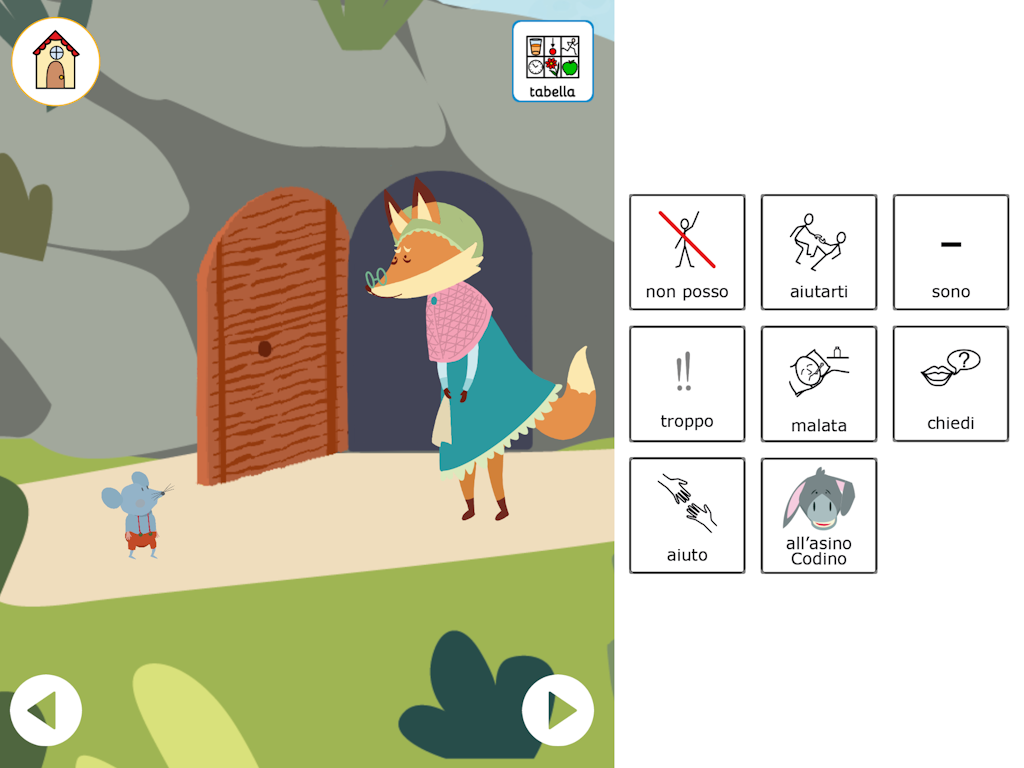 tabella
non posso
aiutarti
sono
troppo
malata
chiedi
aiuto
all’asino
Codino